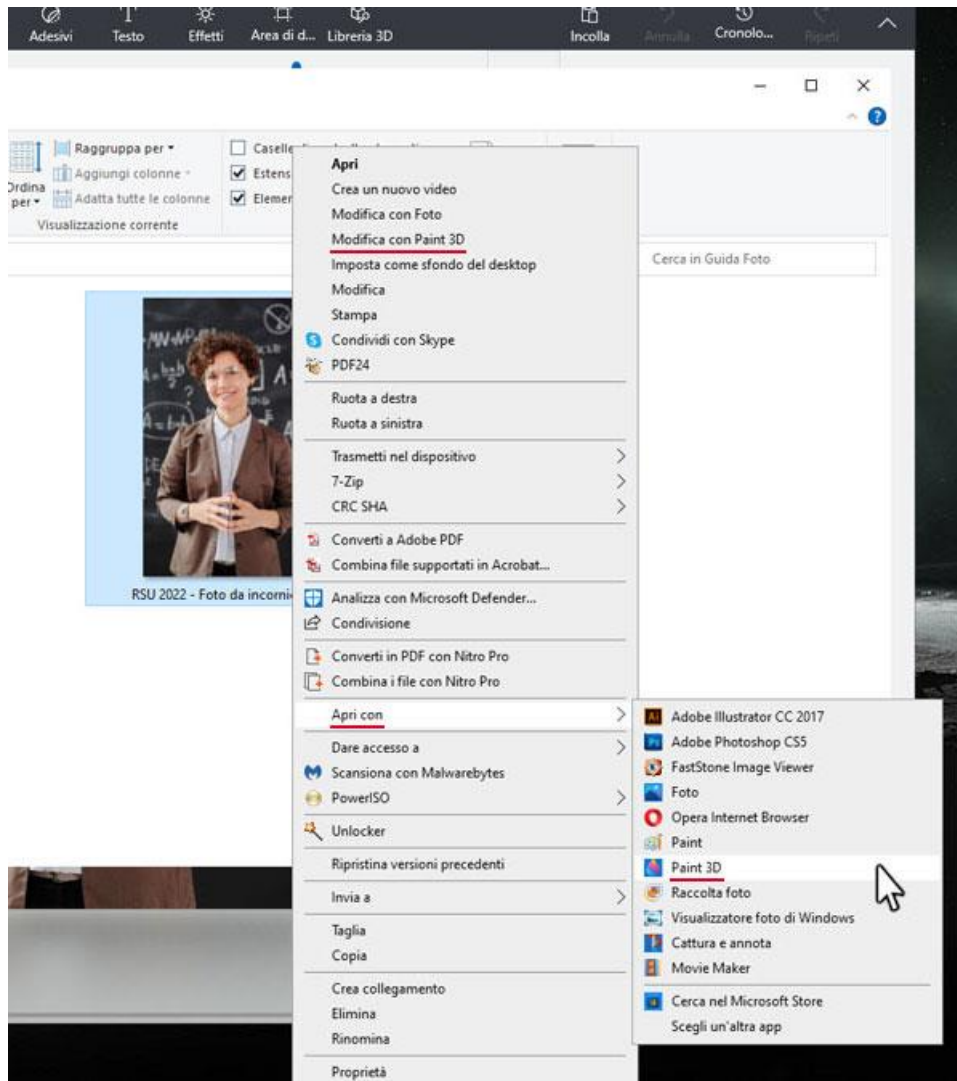 Adesivi
Testo
Effetti
Area di d...
Libreria 3D
Incolla
Annulla
Cronolo...
Ripeti
Ordina
per
Raggruppa per
Aggiungi colonne
Adatta tutte le colonne
Visualizzazione corrente
Estens
Elemen
Cerca in Guida Foto
RSU 2022 - Foto da incorni
Apri
Crea un nuovo video
Modifica con Foto
Modifica con Paint 3D
Imposta come sfondo del desktop
Modifica
Stampa
Condividi con Skype
PDF24
Ruota a destra
Ruota a sinistra
Trasmetti nel dispositivo
7-Zip
CRC SHA
Converti a Adobe PDF
Combina file supportati in Acrobat...
Analizza con Microsoft Defender...
Condivisione
Converti in PDF con Nitro Pro
Combina i file con Nitro Pro
Apri con
Dare accesso a
Scansiona con Malwarebytes
PowerISO
Unlocker
Ripristina versioni precedenti
Invia a
Taglia
Copia
Crea collegamento
Elimina
Rinomina
Proprietà
Adobe Illustrator CC 2017
Adobe Photoshop CS5
FastStone Image Viewer
Foto
Opera Internet Browser
Paint
Paint 3D
Raccolta foto
Visualizzatore foto di Windows
Cattura e annota
Movie Maker
Cerca nel Microsoft Store
Scegli un'altra app